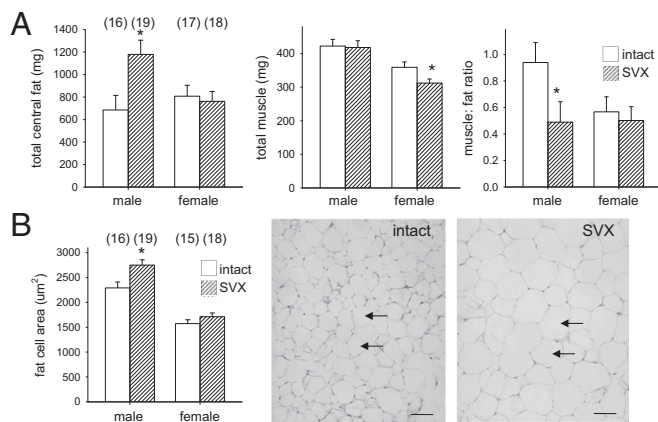 A
(16) (19) (17) (18)
total central fat (mg)
1400
1200
1000
800
600
400
200
0
*
male female
total muscle (mg)
400
300
200
100
0
*
male female
muscle: fat ratio
1.0
0.8
0.6
0.4
0.2
0.0
*
intact
SVX
male female
B
(16) (19) (15) (18)
fat cell area (um²)
3000
2500
2000
1500
1000
500
0
*
intact
SVX
male female
intact
SVX